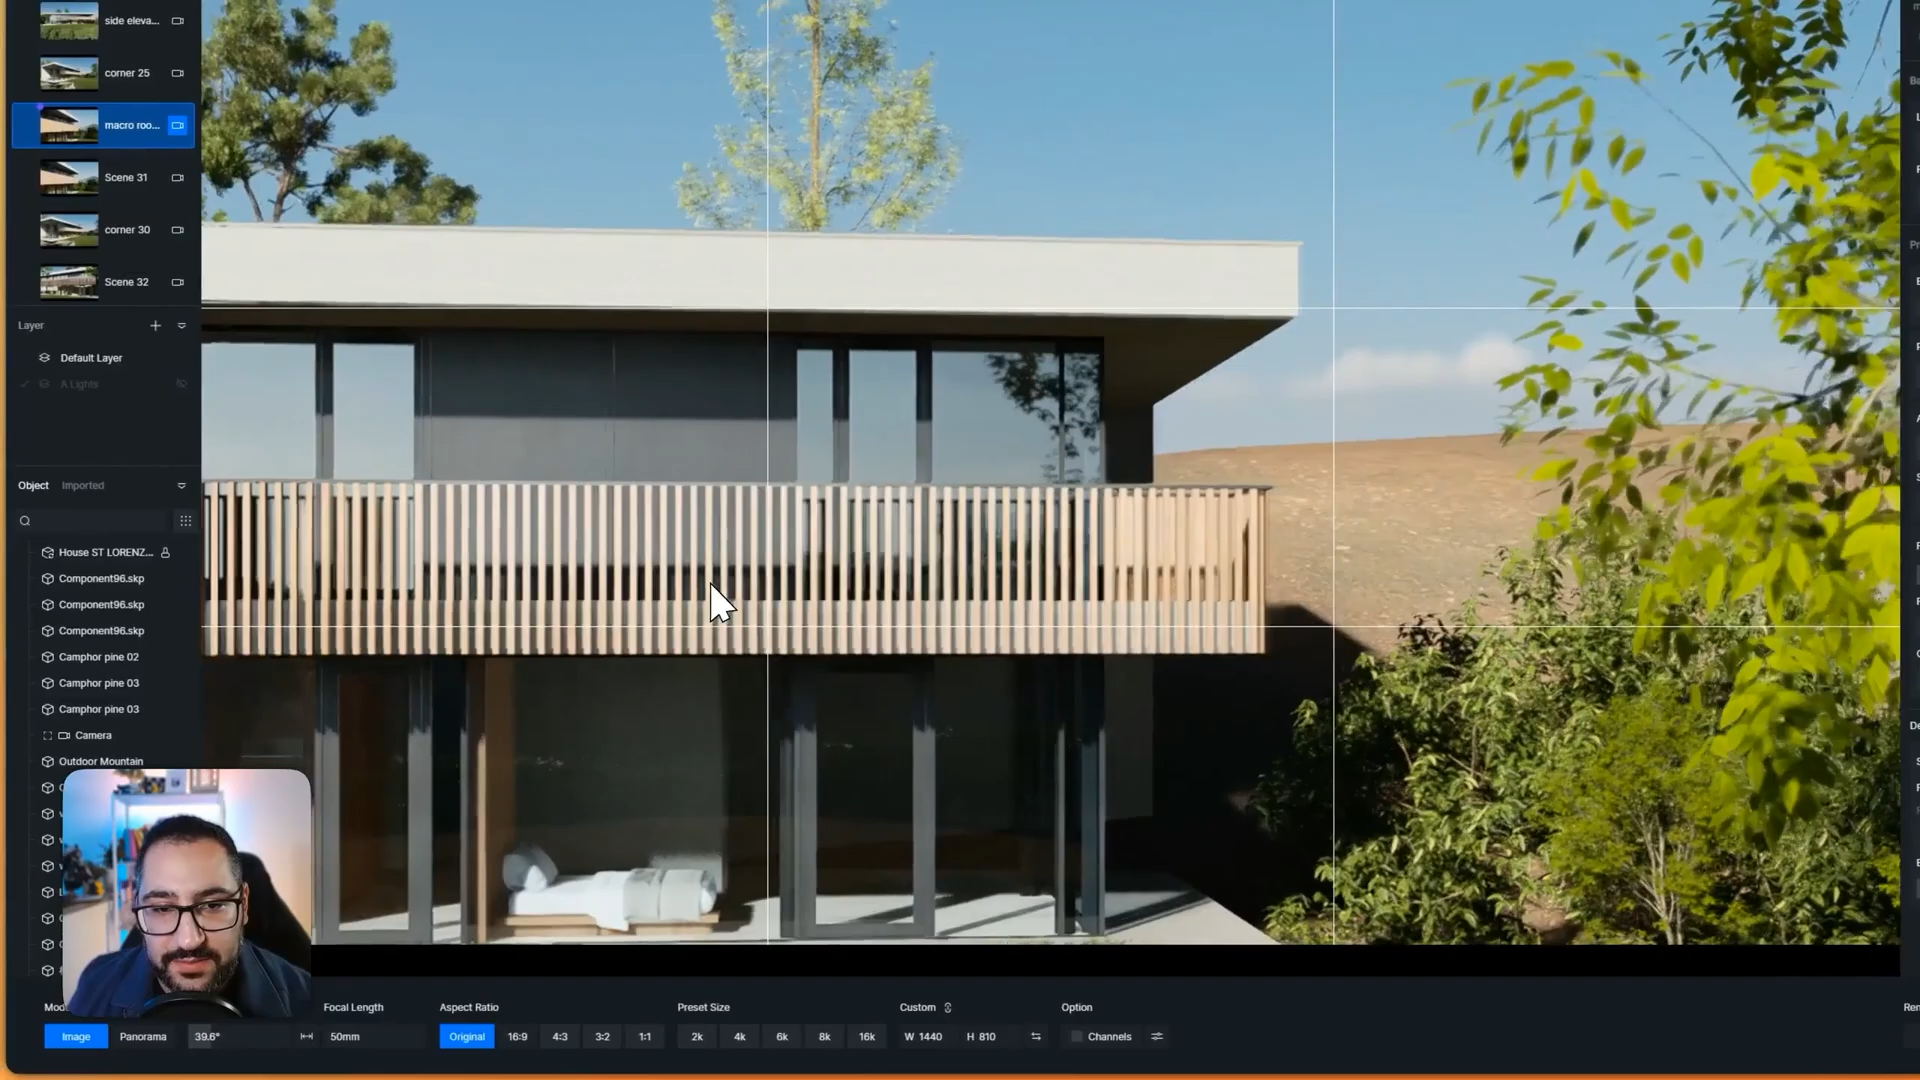 side eleva...
corner 25
macro roo...
Scene 31
corner 30
Scene 32
Layer
Default Layer
A Lights
Object Imported
House ST LORENZ...
Component96.skp
Component96.skp
Component96.skp
Camphor pine 02
Camphor pine 03
Camphor pine 03
Camera
Outdoor Mountain
Focal Length Aspect Ratio Preset Size Custom Option
Image Panorama 39.6° 50mm Original 16:9 4:3 3:2 1:1 2k 4k 6k 8k 16k W 1440 H 810 Channels